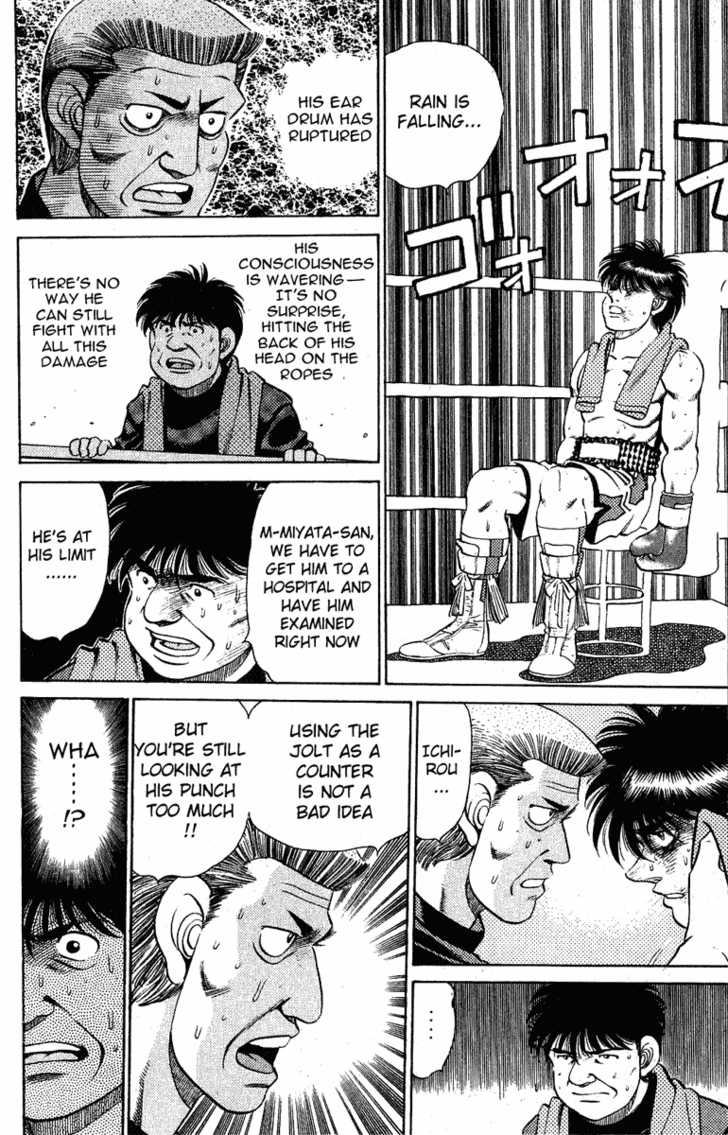 RAIN IS
FALLING...
ゴォオォオ
HIS EAR
DRUM HAS
RUPTURED
HIS
CONSCIOUSNESS
IS WAVERING—
IT'S NO
SURPRISE,
HITTING THE
BACK OF HIS
HEAD ON THE
ROPES
THERE'S NO
WAY HE
CAN STILL
FIGHT WITH
ALL THIS
DAMAGE
M-MIYATA-SAN,
WE HAVE TO
GET HIM TO A
HOSPITAL AND
HAVE HIM
EXAMINED
RIGHT NOW
HE'S AT
HIS LIMIT
......
ICHI-
ROU
...
...
USING THE
JOLT AS A
COUNTER
IS NOT A
BAD IDEA
BUT
YOU'RE STILL
LOOKING AT
HIS PUNCH
TOO MUCH
!!
WHA
......
!?